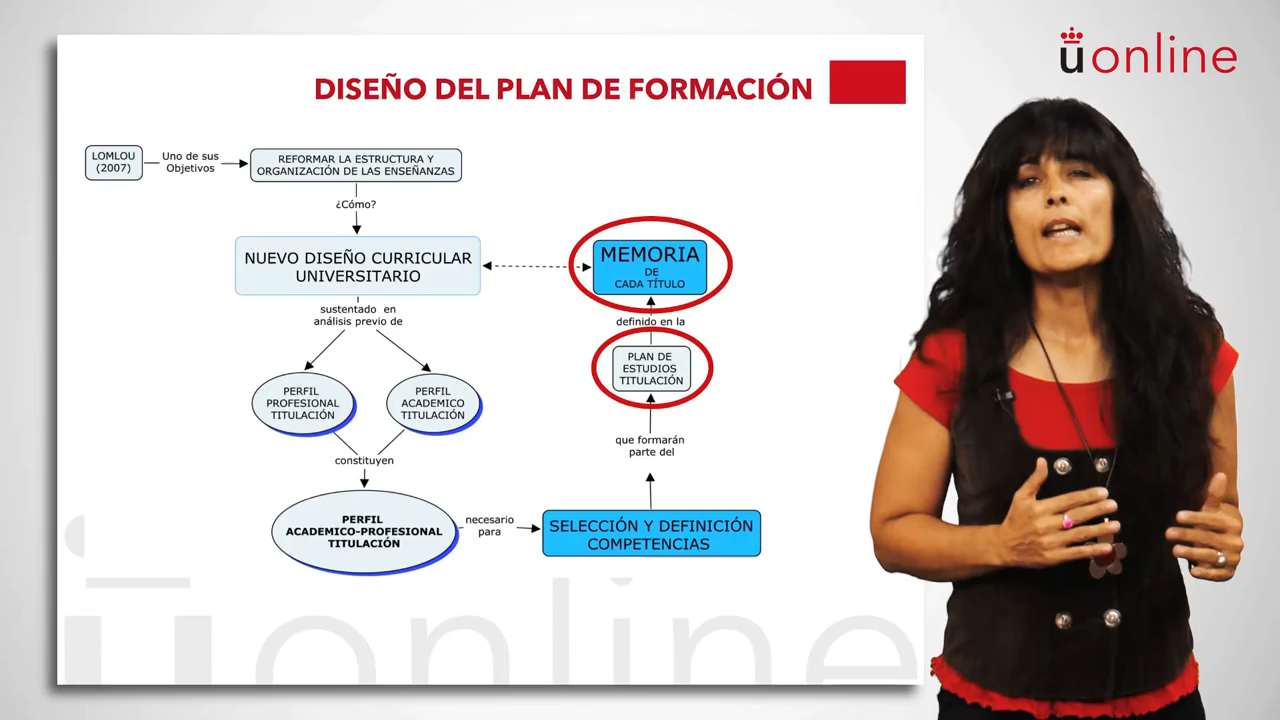 DISEÑO DEL PLAN DE FORMACIÓN
uonline
LOMLOU
(2007)
Uno de sus
Objetivos
REFORMAR LA ESTRUCTURA Y
ORGANIZACIÓN DE LAS ENSEÑANZAS
¿Cómo?
NUEVO DISEÑO CURRICULAR
UNIVERSITARIO
MEMORIA
DE
CADA TÍTULO
sustentado en
análisis previo de
definido en la
PLAN DE
ESTUDIOS
TITULACIÓN
PERFIL
PROFESIONAL
TITULACIÓN
PERFIL
ACADEMICO
TITULACIÓN
que formarán
parte del
constituyen
PERFIL
ACADEMICO-PROFESIONAL
TITULACIÓN
necesario
para
SELECCIÓN Y DEFINICIÓN
COMPETENCIAS
uonline